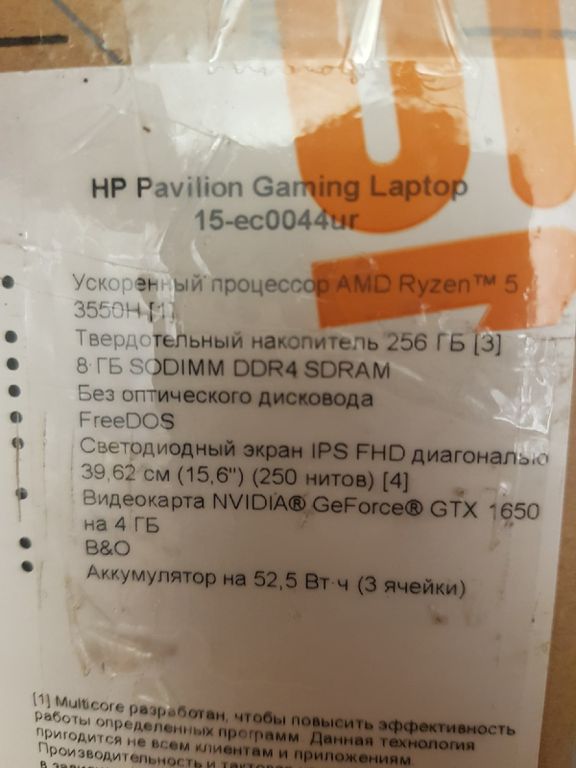 HP Pavilion Gaming Laptop
15-ec0044ur
Ускоренный процессор AMD Ryzen™ 5
3550H [1]
Твердотельный накопитель 256 ГБ [3]
8 ГБ SODIMM DDR4 SDRAM
Без оптического дисковода
FreeDOS
Светодиодный экран IPS FHD диагональю
39,62 см (15,6") (250 нитов) [4]
Видеокарта NVIDIA® GeForce® GTX 1650
на 4 ГБ
B&O
Аккумулятор на 52,5 Вт·ч (3 ячейки)
[1] Multicore разработан, чтобы повысить эффективность
работы определенных программ. Данная технология
пригодится не всем клиентам и приложениям.
Производительность и тактовая